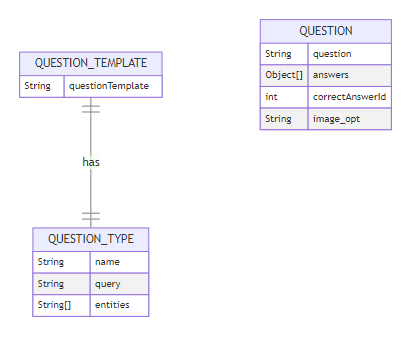 QUESTION_TEMPLATE
String questionTemplate
has
QUESTION_TYPE
String name
String query
String[] entities
QUESTION
String question
Object[] answers
int correctAnswerId
String image_opt